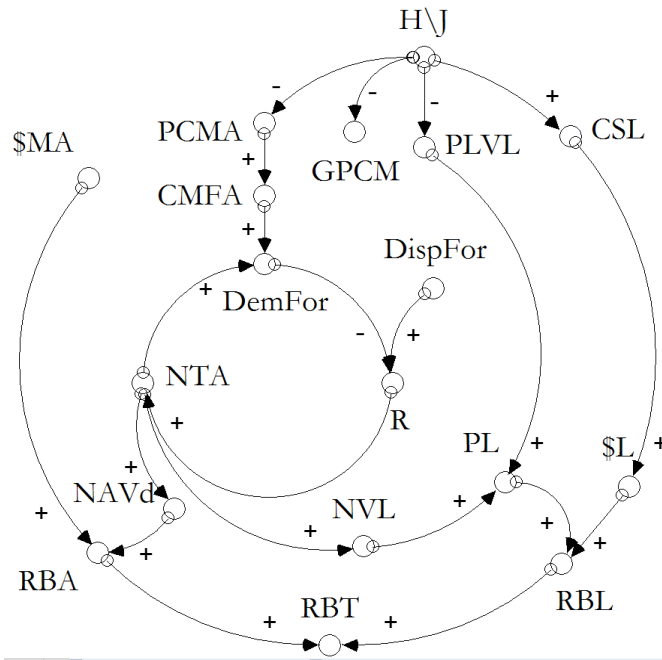 H\J
-
-
-
+
PCMA
PLVL
CSL
$MA
+
GPCM
CMFA
+
DispFor
+
DemFor
-
+
NTA
+
R
PL
+
$L
+
+
NAVd
+
NVL
+
+
+
+
+
RBA
RBL
RBT
+
+